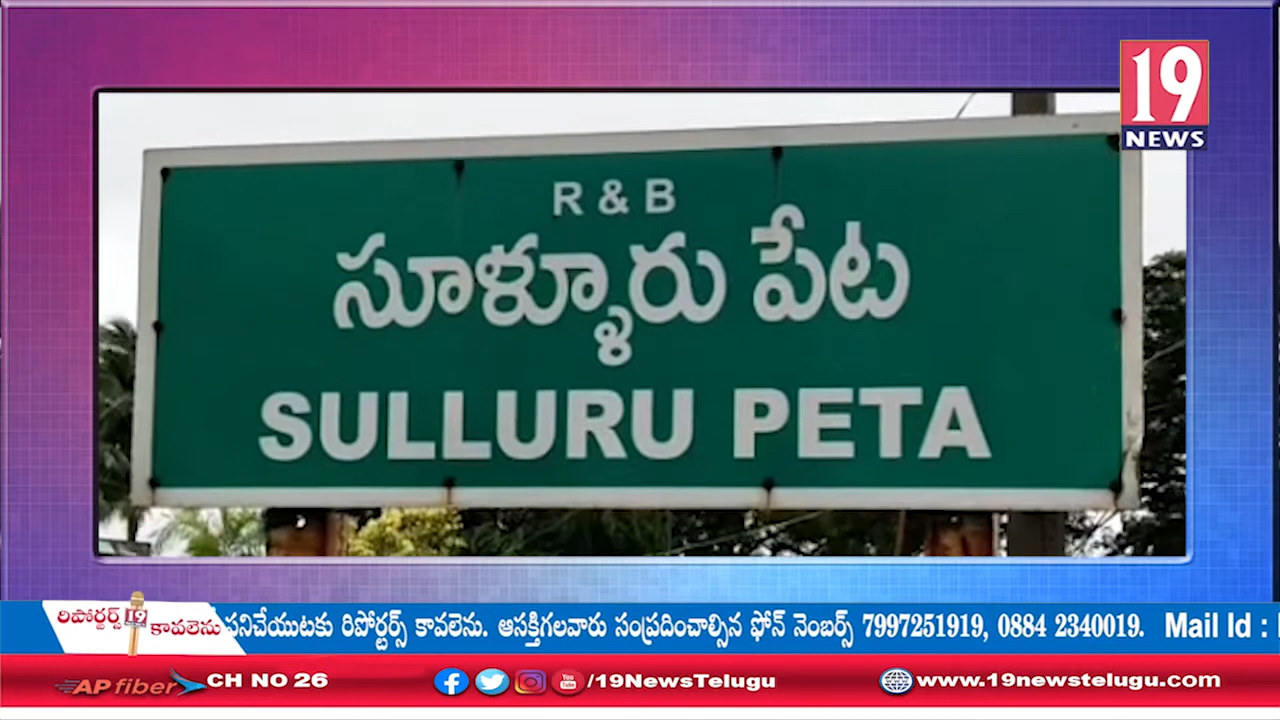 19
NEWS
R & B
సూళ్ళూరు పేట
SULLURU PETA
రిపోర్టర్స్ 19
కావలెను
పనిచేయుటకు రిపోర్టర్స్ కావలెను. ఆసక్తిగలవారు సంప్రదించాల్సిన ఫోన్ నెంబర్స్ 7997251919, 0884 2340019. Mail Id :
AP fiber CH NO 26
/19NewsTelugu
www.19newstelugu.com